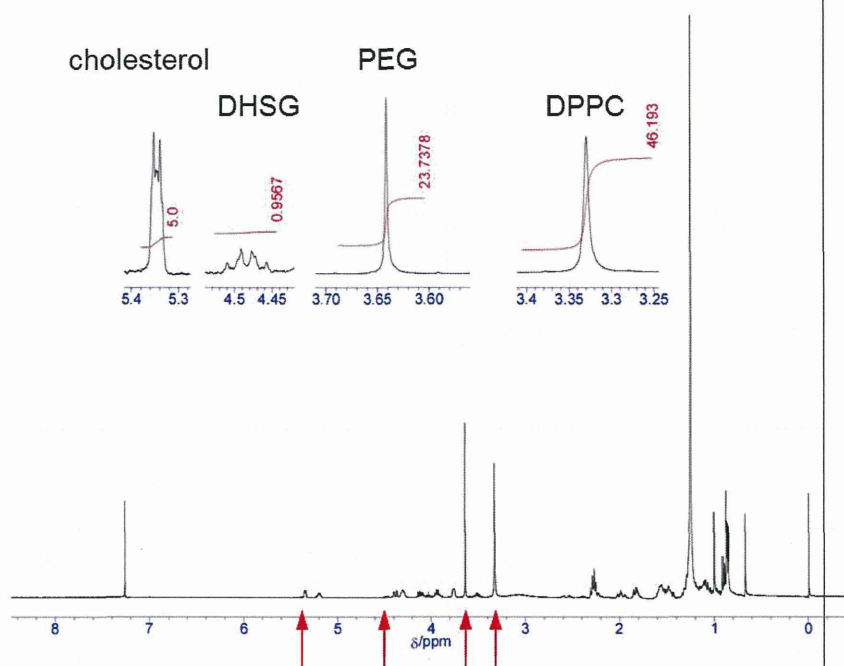 cholesterol
PEG
DHSG
DPPC
5.0
0.9567
23.7378
46.193
5.4 5.3
4.5 4.45
3.70 3.65 3.60
3.4 3.35 3.3 3.25
8 7 6 5 4 3 2 1 0
δ/ppm